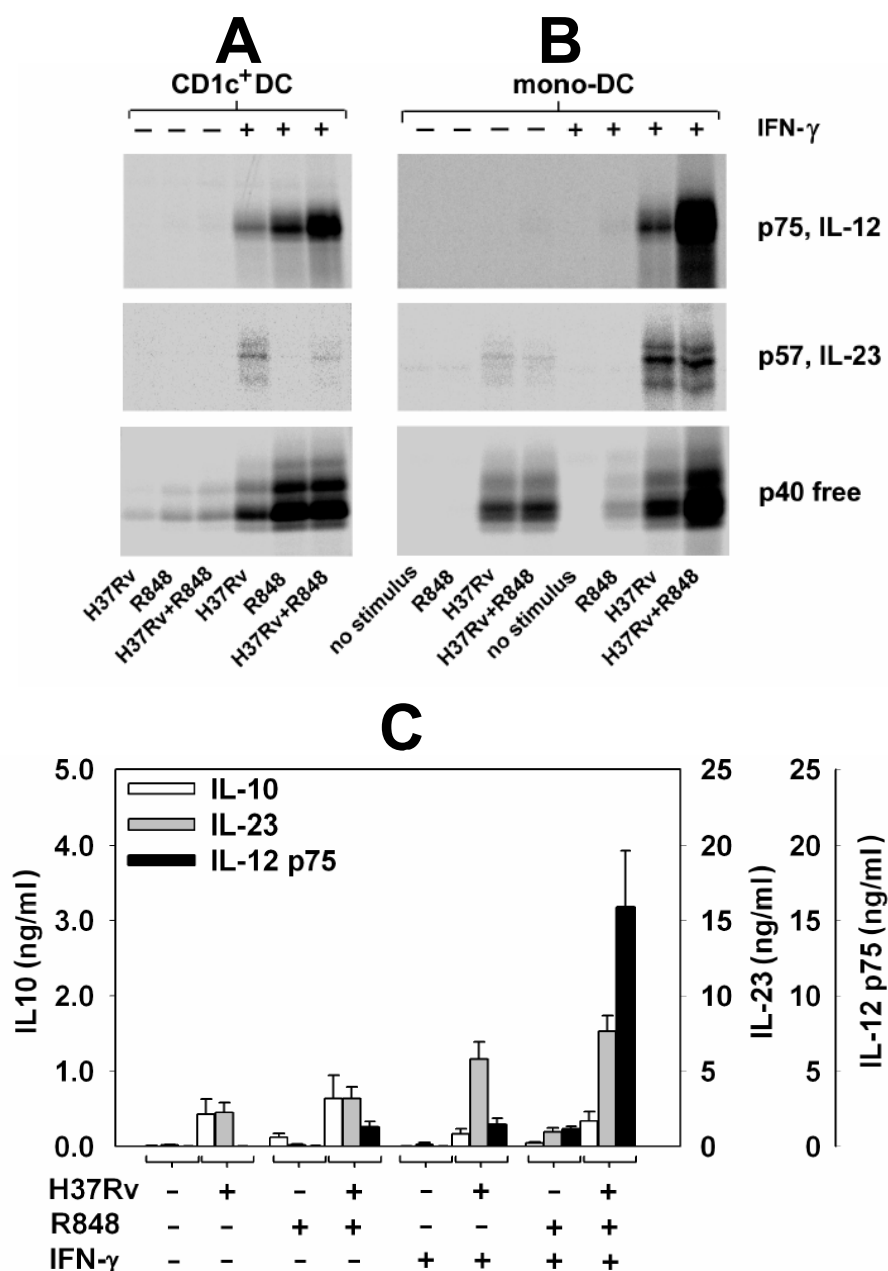 A B
CD1c+ DC mono-DC
− − − + + + − − − − + + + + IFN-γ
p75, IL-12
p57, IL-23
p40 free
H37Rv R848 H37Rv+R848 H37Rv R848 H37Rv+R848 no stimulus R848 H37Rv H37Rv+R848 no stimulus R848 H37Rv H37Rv+R848
C
IL-10
IL-23
IL-12 p75
5.0 25 25
4.0 20 20
3.0 15 15
2.0 10 10
1.0 5 5
0.0 0 0
IL10 (ng/ml)
IL-23 (ng/ml)
IL-12 p75 (ng/ml)
H37Rv - + - + - + - +
R848 - - + + - - + +
IFN-γ - - - - + + + +